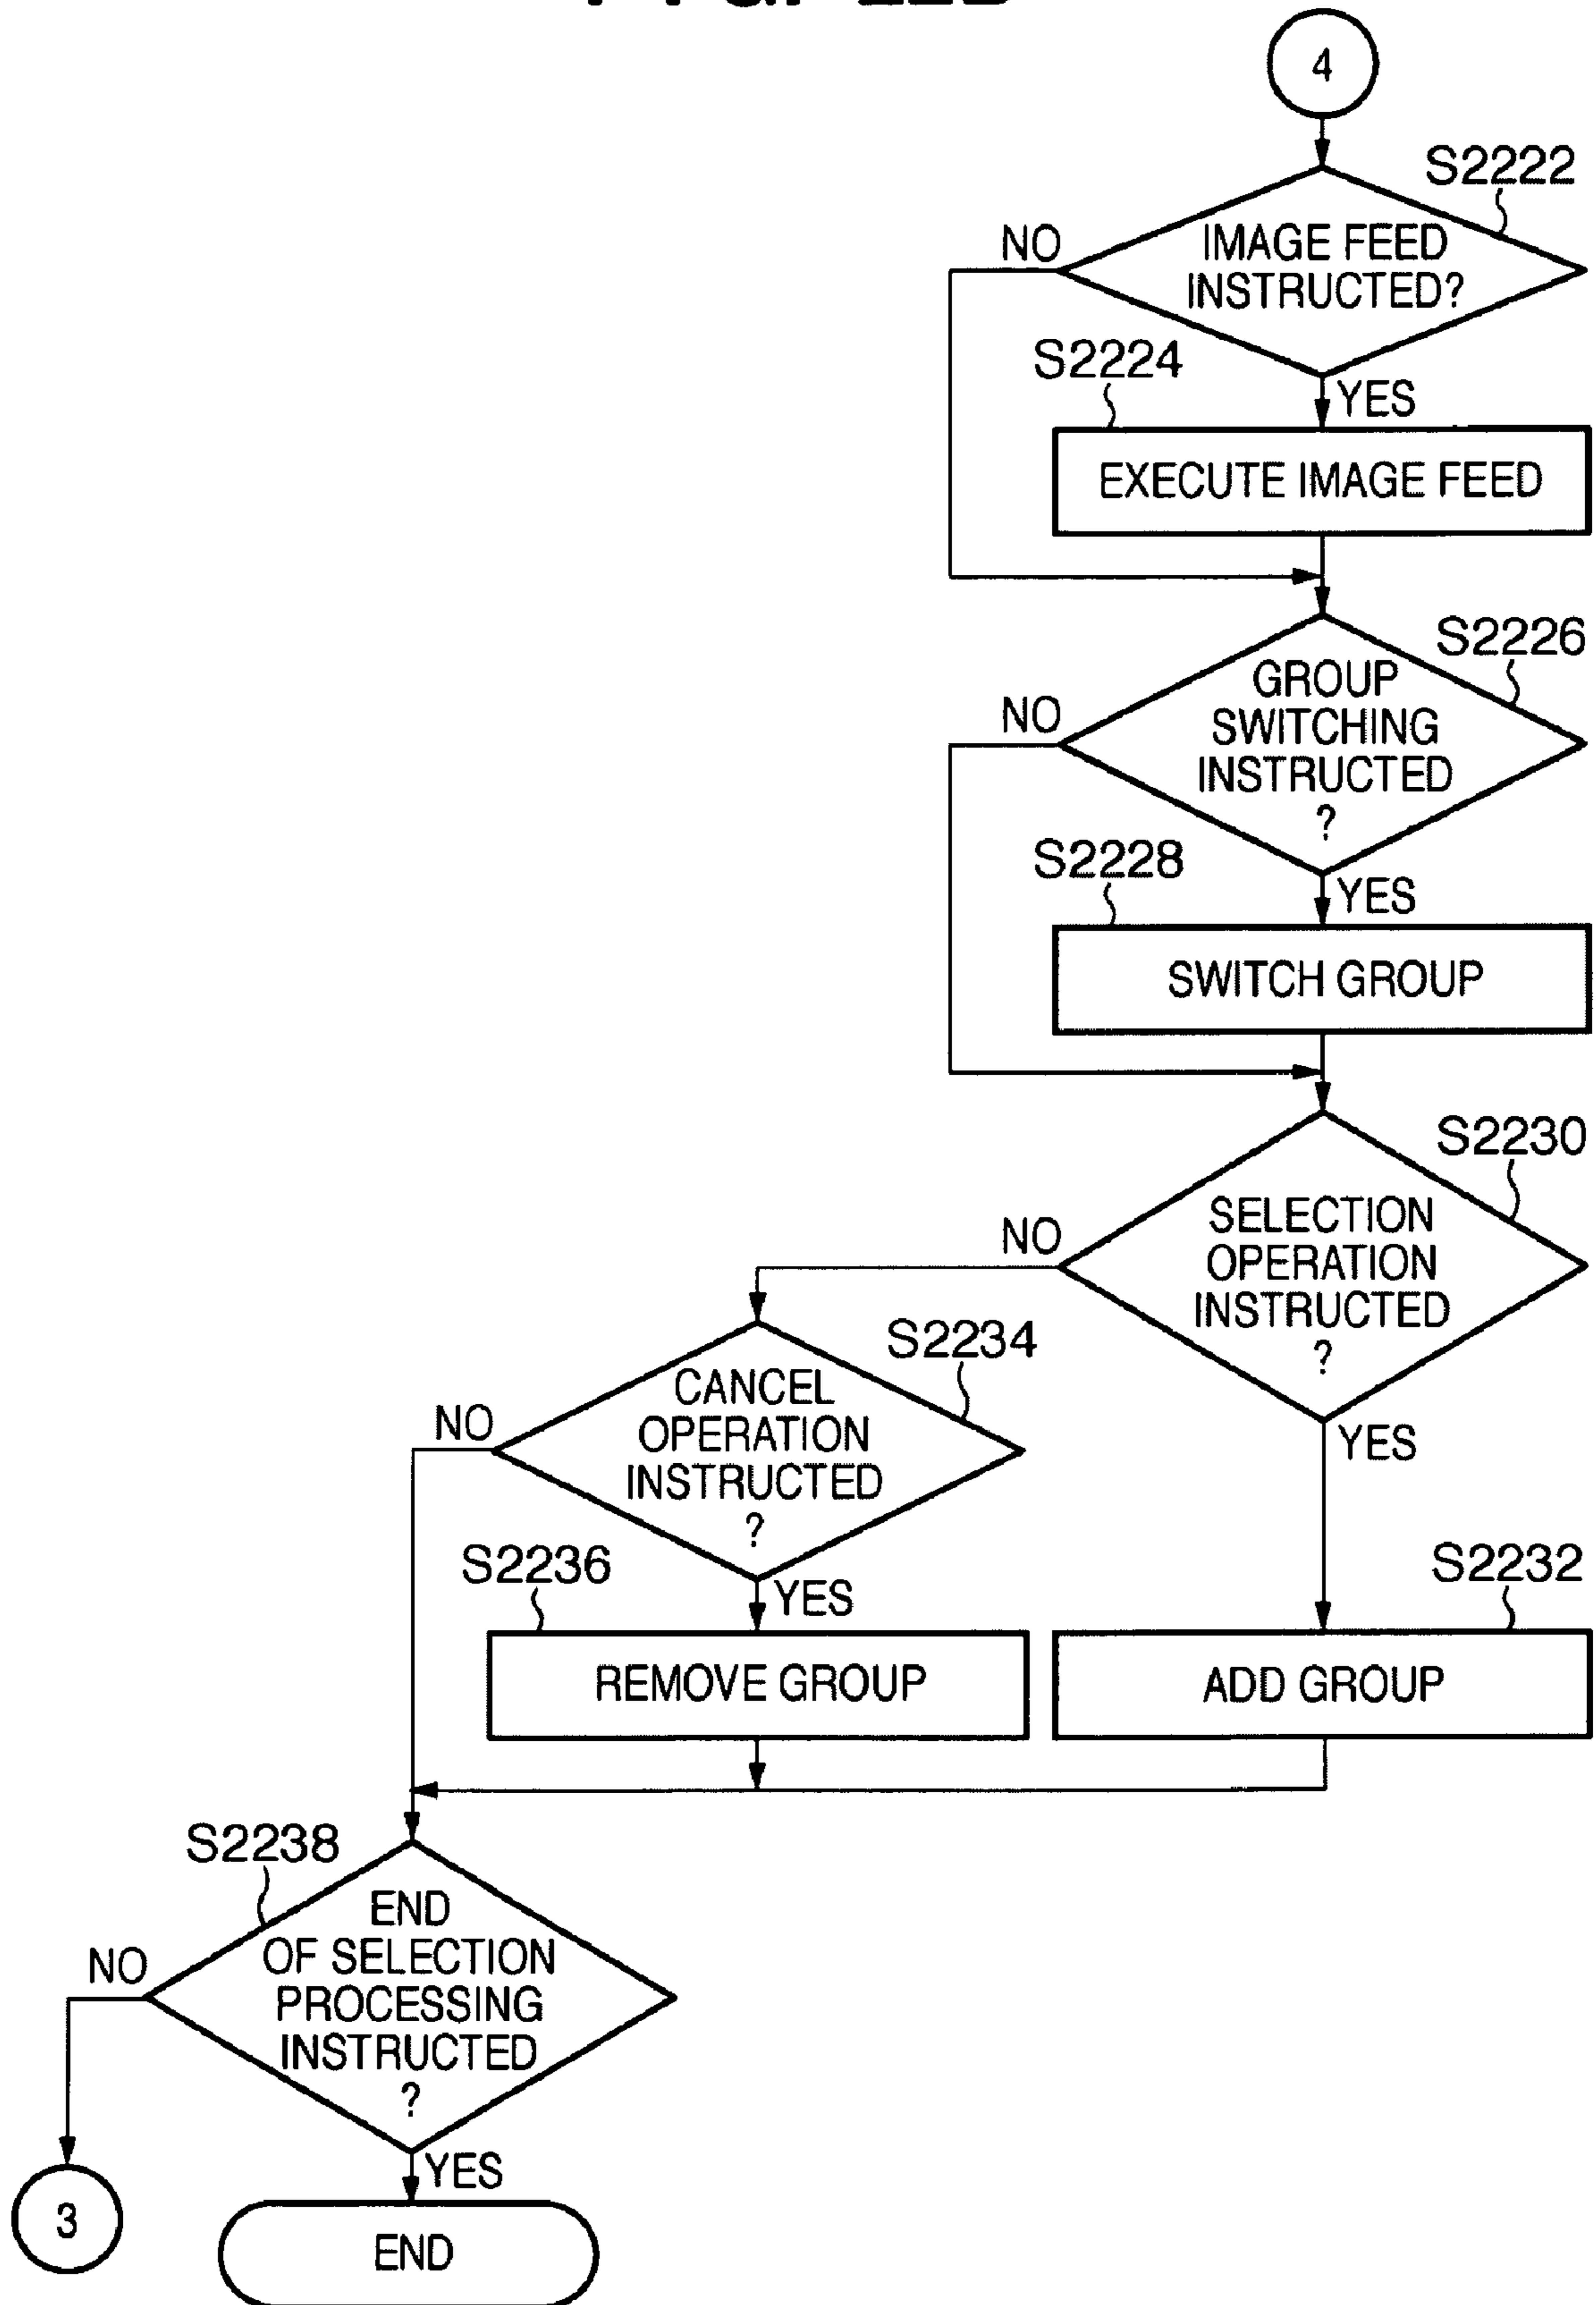 4
S2222
NO
IMAGE FEED
INSTRUCTED?
S2224
YES
EXECUTE IMAGE FEED
S2226
NO
GROUP
SWITCHING
INSTRUCTED
?
S2228
YES
SWITCH GROUP
S2230
NO
SELECTION
OPERATION
INSTRUCTED
?
YES
S2234
NO
CANCEL
OPERATION
INSTRUCTED
?
S2236
YES
S2232
REMOVE GROUP
ADD GROUP
S2238
NO
END
OF SELECTION
PROCESSING
INSTRUCTED
?
YES
3
END